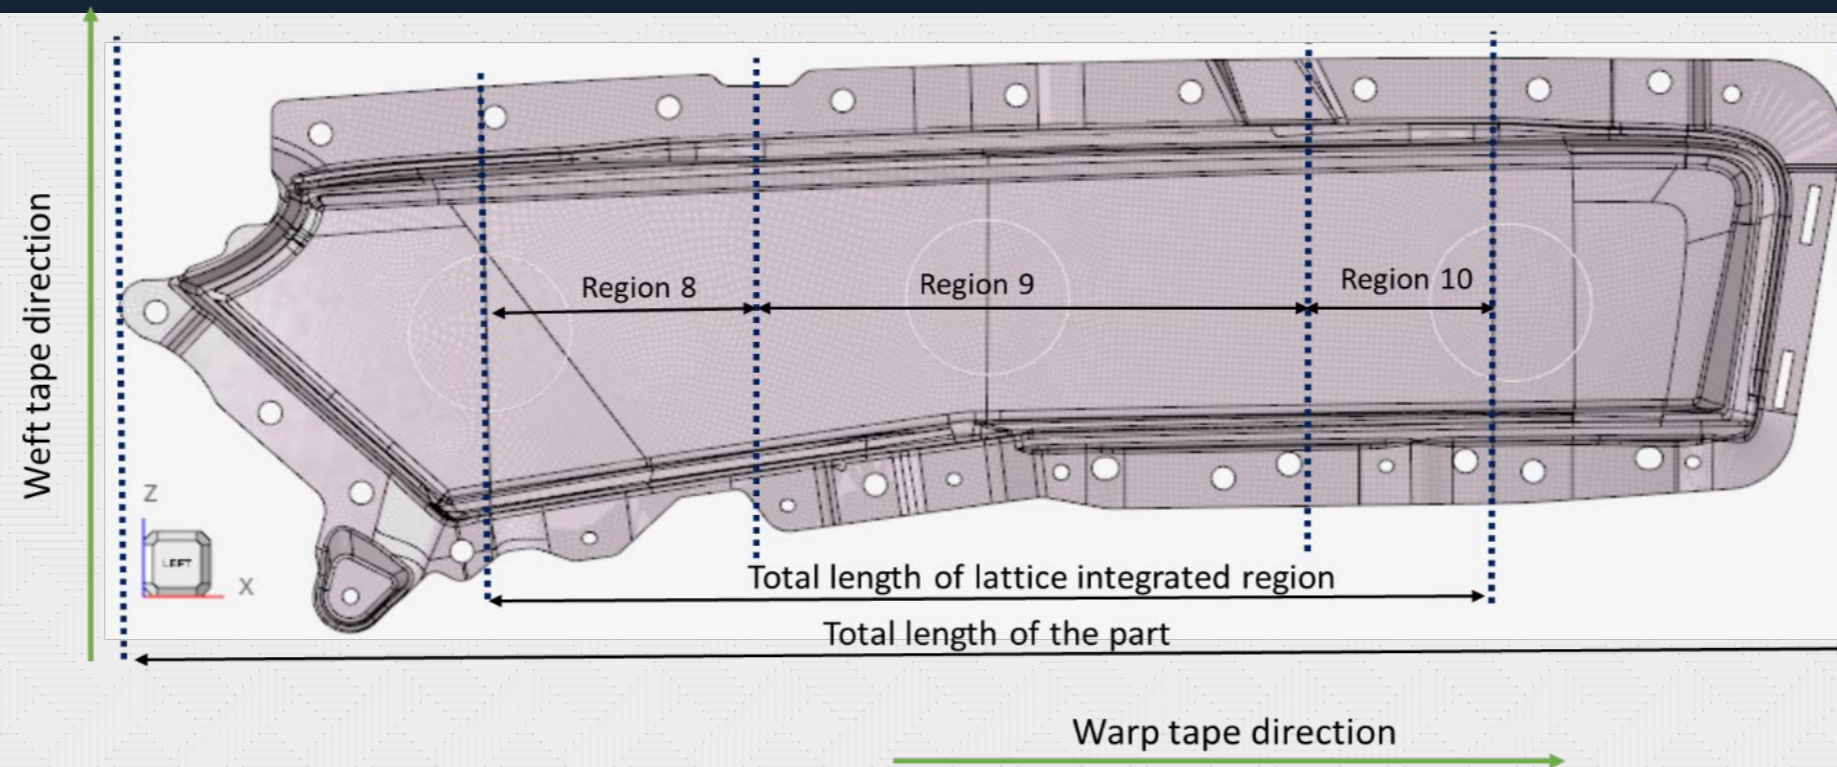 Weft tape direction
Region 8
Region 9
Region 10
Z
LEFT
X
Total length of lattice integrated region
Total length of the part
Warp tape direction